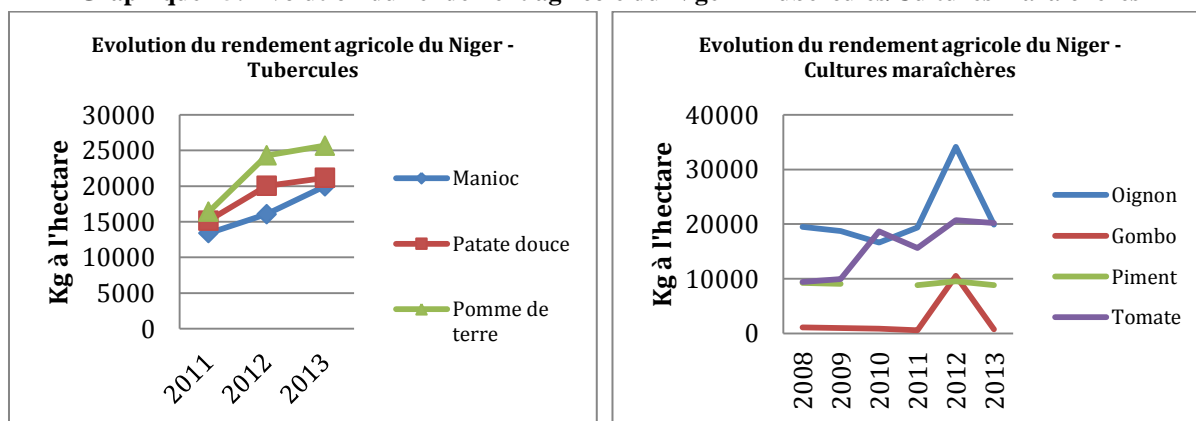 Evolution du rendement agricole du Niger -
Tubercules
Kg à l'hectare
30000
25000
20000
15000
10000
5000
0
2011
2012
2013
Manioc
Patate douce
Pomme de
terre
Evolution du rendement agricole du Niger -
Cultures maraîchères
Kg à l'hectare
40000
30000
20000
10000
0
2008
2009
2010
2011
2012
2013
Oignon
Gombo
Piment
Tomate